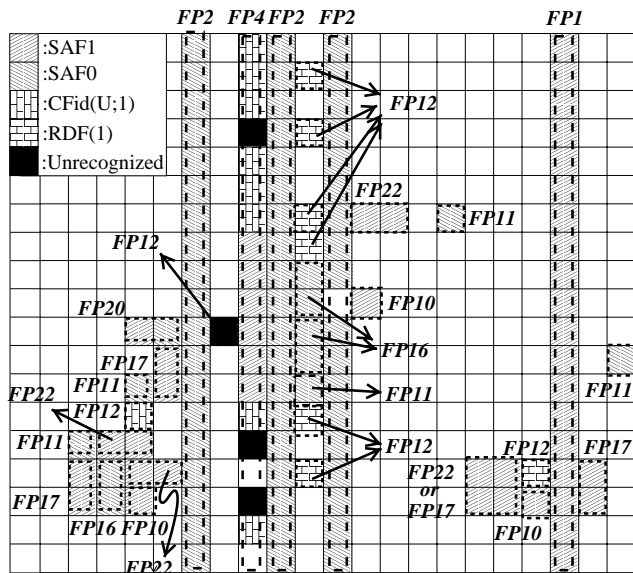 FP2 FP4 FP2 FP2 FP1
:SAF1
:SAF0
:CFid(U;1)
:RDF(1)
:Unrecognized
FP12
FP22
FP11
FP12
FP10
FP20
FP16
FP17
FP11
FP11
FP11
FP22
FP12
FP11
FP12
FP12
FP17
FP22
or
FP17
FP17
FP16
FP10
FP10
FP22